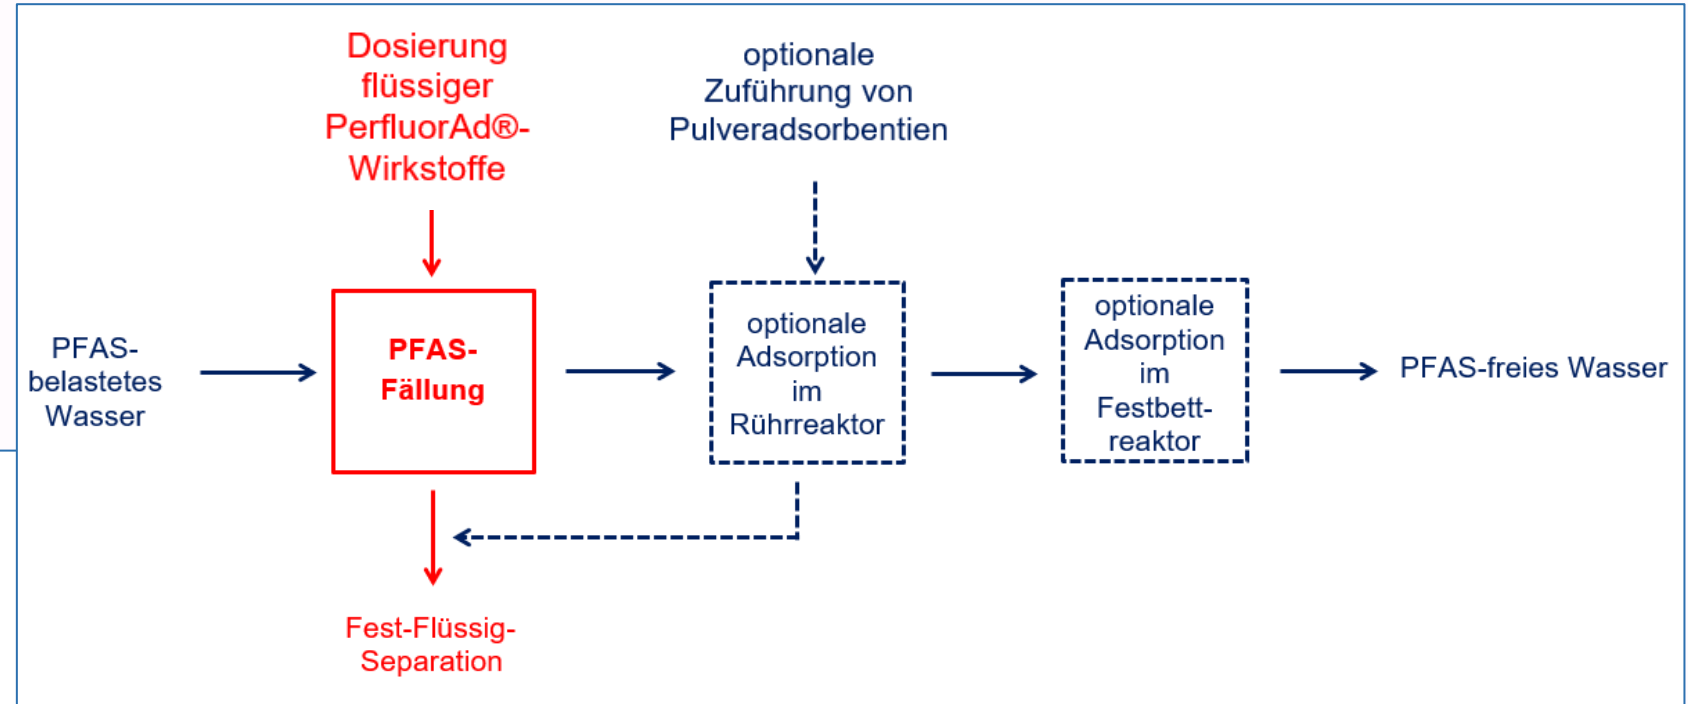 Dosierung
flüssiger
PerfluorAd®-
Wirkstoffe
optionale
Zuführung von
Pulveradsorbentien
PFAS-
belastetes
Wasser
PFAS-
Fällung
optionale
Adsorption
im
Rührreaktor
optionale
Adsorption
im
Festbett-
reaktor
PFAS-freies Wasser
Fest-Flüssig-
Separation